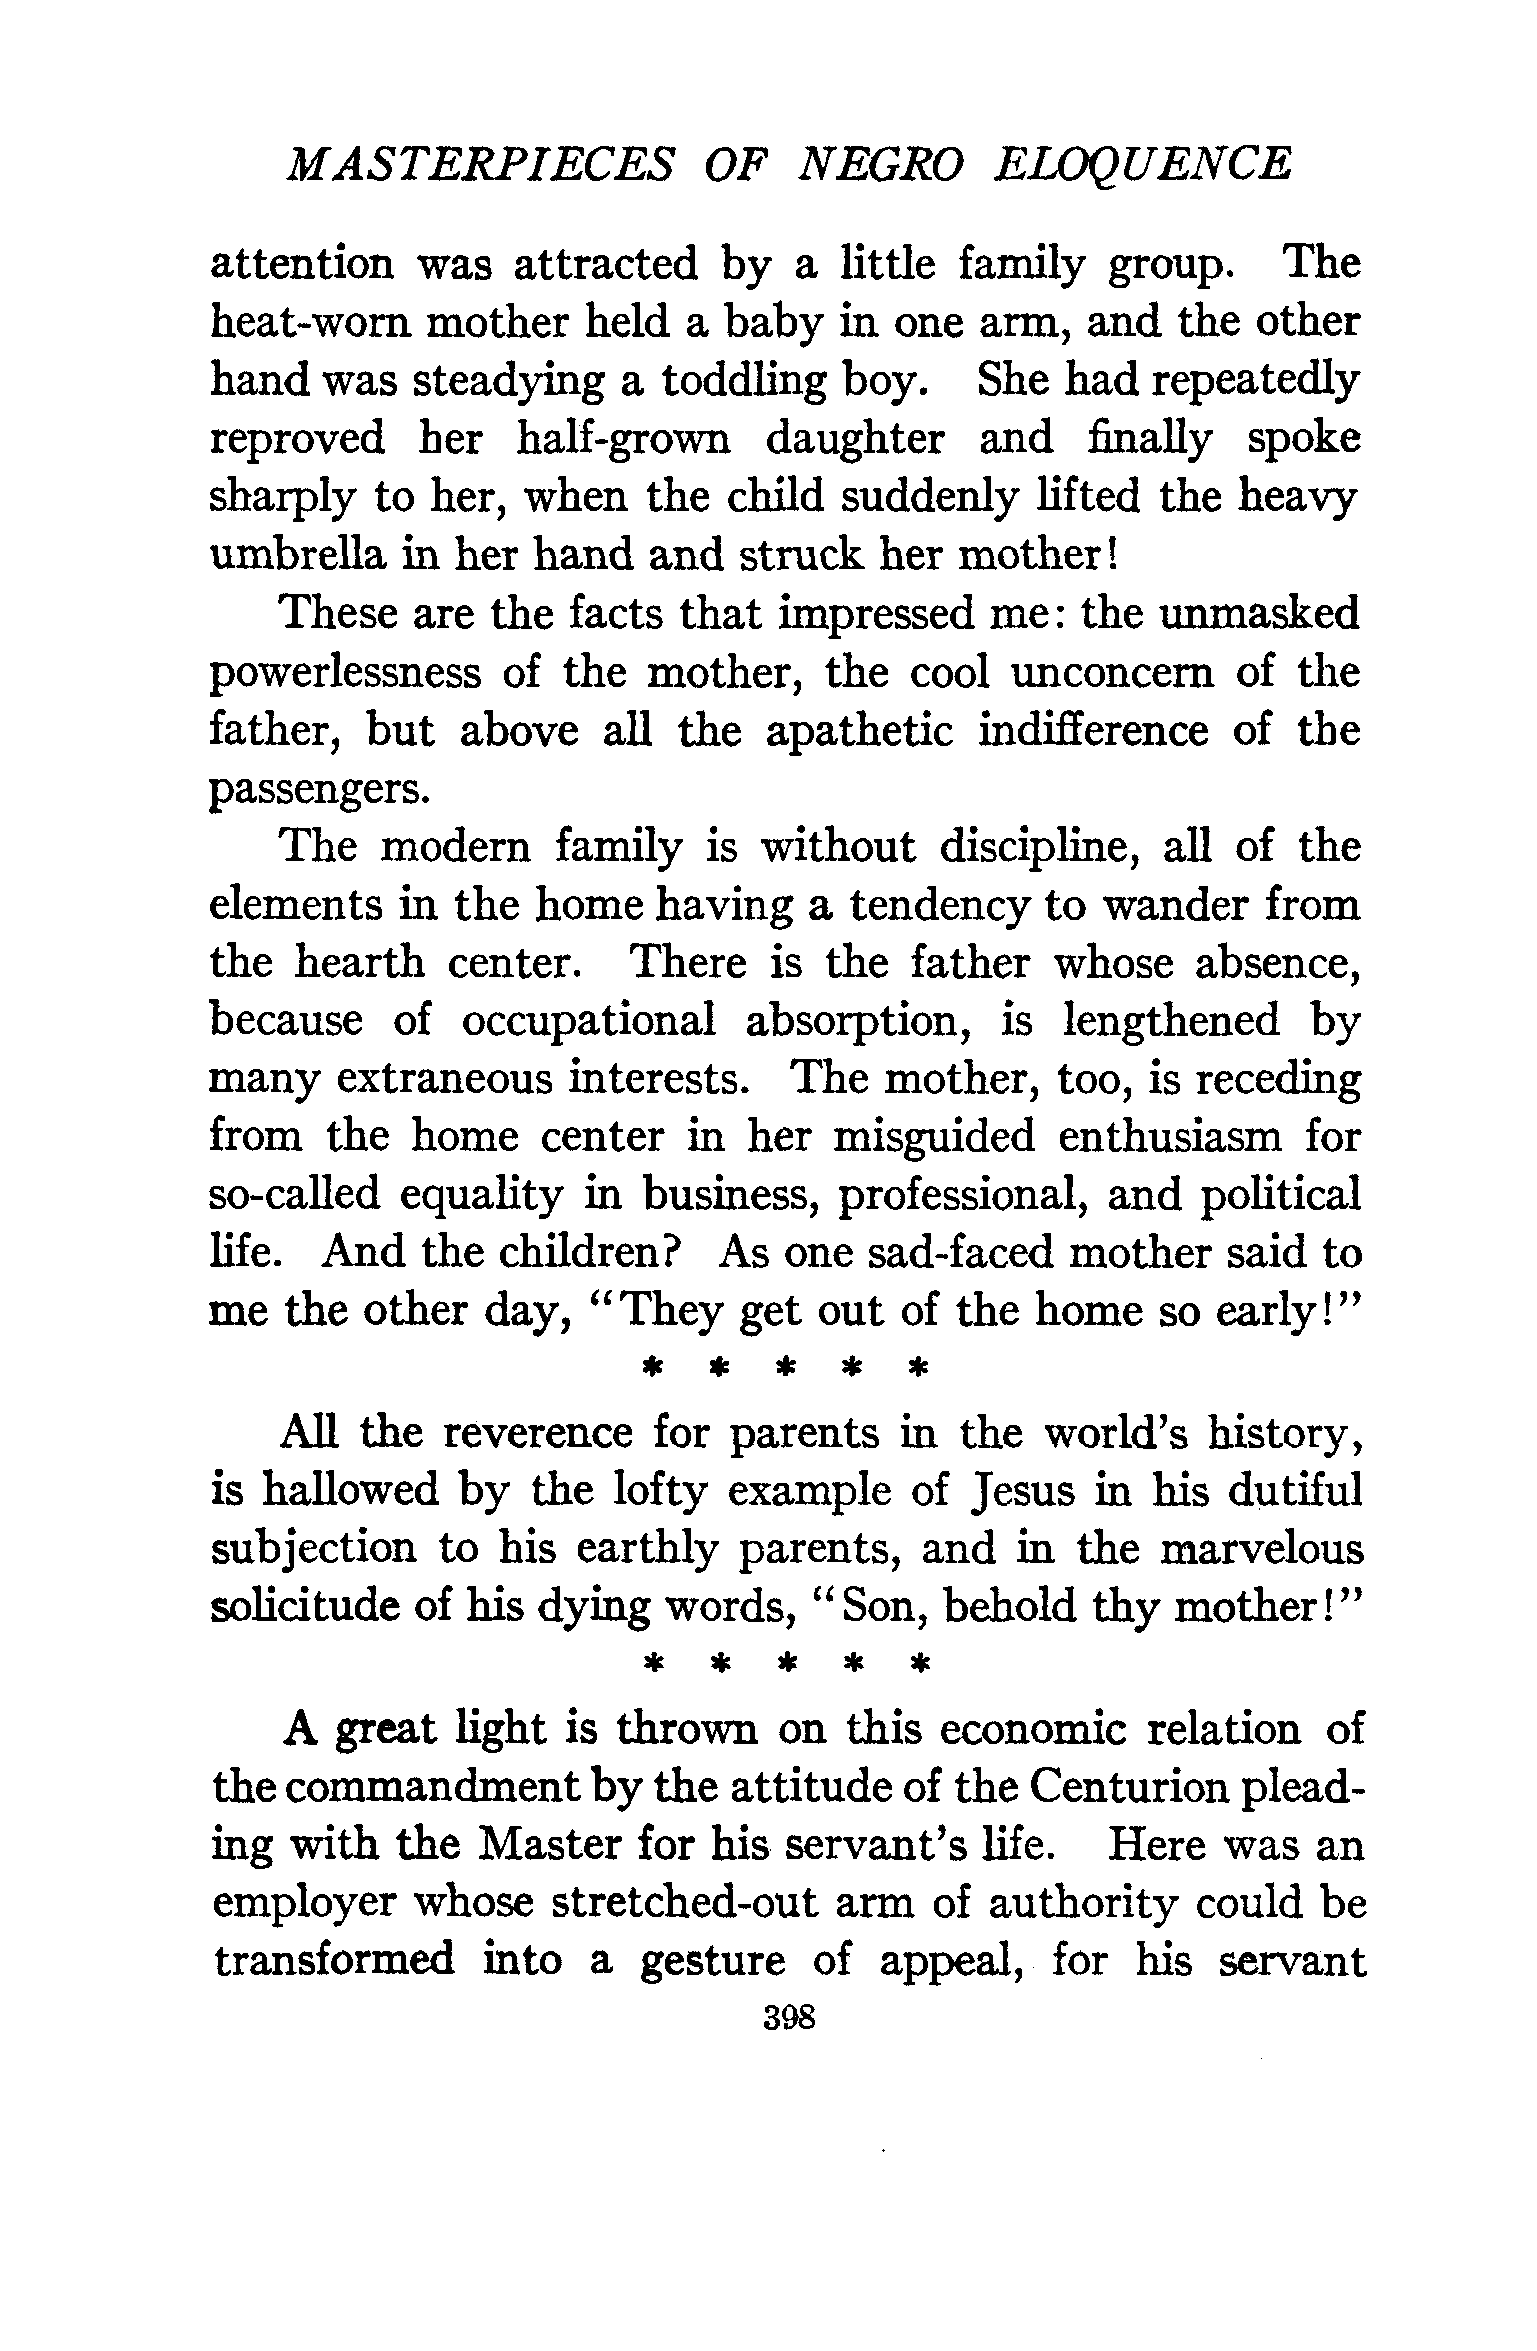 MASTERPIECES OF NEGRO ELOQUENCE
attention was attracted by a little family group. The
heat-worn mother held a baby in one arm, and the other
hand was steadying a toddling boy. She had repeatedly
reproved her half-grown daughter and finally spoke
sharply to her, when the child suddenly lifted the heavy
umbrella in her hand and struck her mother!
These are the facts that impressed me: the unmasked
powerlessness of the mother, the cool unconcern of the
father, but above all the apathetic indifference of the
passengers.
The modern family is without discipline, all of the
elements in the home having a tendency to wander from
the hearth center. There is the father whose absence,
because of occupational absorption, is lengthened by
many extraneous interests. The mother, too, is receding
from the home center in her misguided enthusiasm for
so-called equality in business, professional, and political
life. And the children? As one sad-faced mother said to
me the other day, "They get out of the home so early!"
* * * * *
All the reverence for parents in the world's history,
is hallowed by the lofty example of Jesus in his dutiful
subjection to his earthly parents, and in the marvelous
solicitude of his dying words, "Son, behold thy mother!"
* * * * *
A great light is thrown on this economic relation of
the commandment by the attitude of the Centurion plead-
ing with the Master for his servant's life. Here was an
employer whose stretched-out arm of authority could be
transformed into a gesture of appeal, for his servant
398